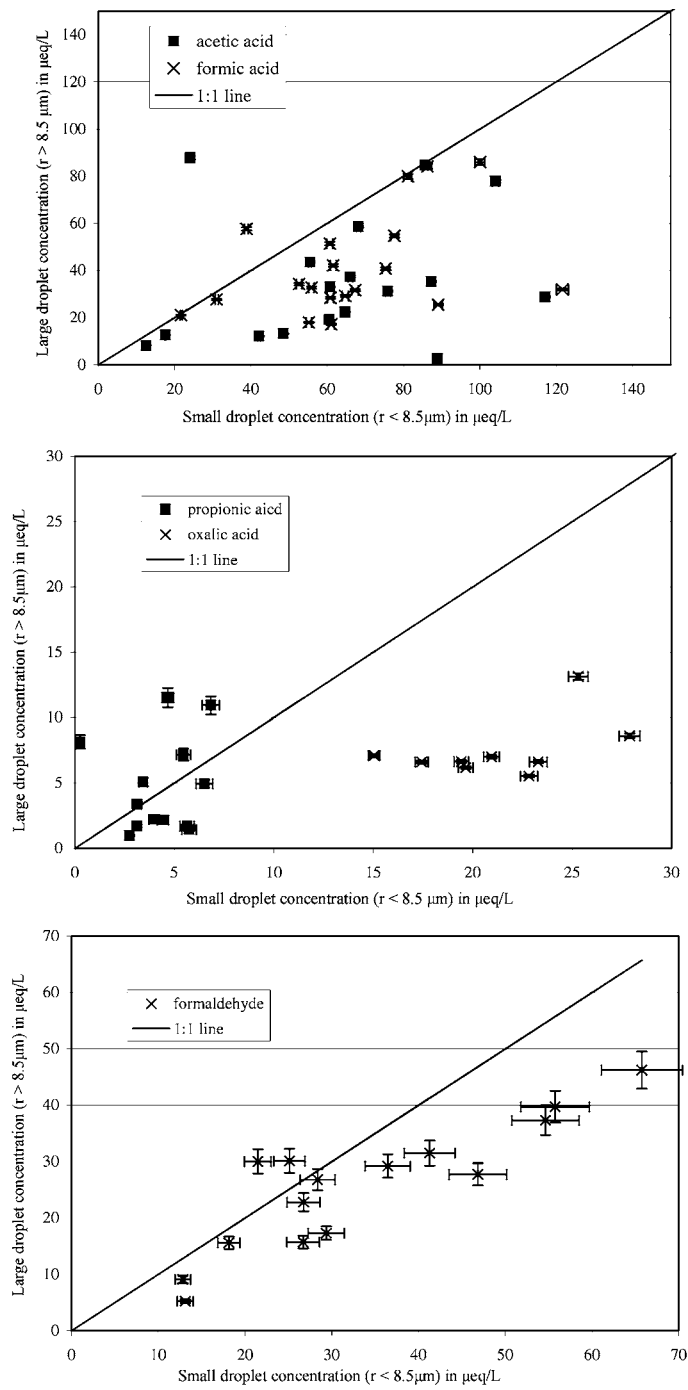 acetic acid
formic acid
1:1 line
Large droplet concentration (r > 8.5 µm) in µeq/L
140
120
100
80
60
40
20
0
0 20 40 60 80 100 120 140
Small droplet concentration (r < 8.5µm) in µeq/L
propionic aicd
oxalic acid
1:1 line
Large droplet concentration (r > 8.5µm) in µeq/L
30
25
20
15
10
5
0
0 5 10 15 20 25 30
Small droplet concentration (r < 8.5 µm) in µeq/L
formaldehyde
1:1 line
Large droplet concentration (r > 8.5µm) in µeq/L
70
60
50
40
30
20
10
0
0 10 20 30 40 50 60 70
Small droplet concentration (r < 8.5µm) in µeq/L